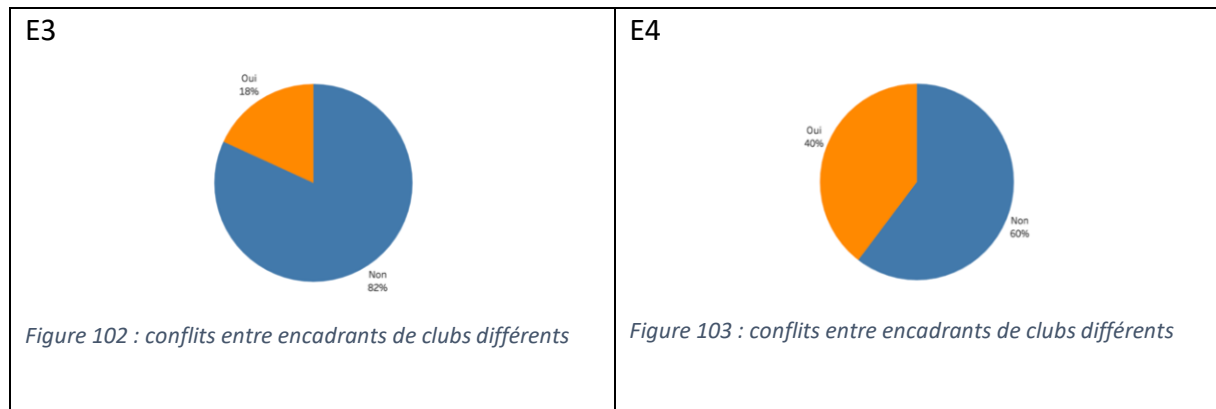 E3
Oui
18%
Non
82%
Figure 102 : conflits entre encadrants de clubs différents
E4
Oui
40%
Non
60%
Figure 103 : conflits entre encadrants de clubs différents